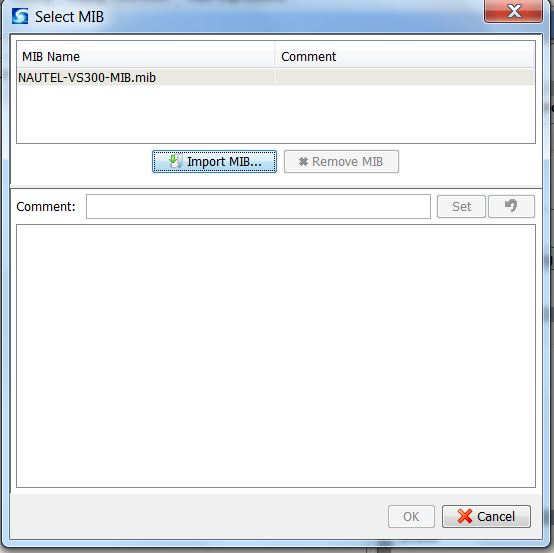 Select MIB
MIB Name Comment
NAUTEL-VS300-MIB.mib
Import MIB... Remove MIB
Comment: Set
OK Cancel